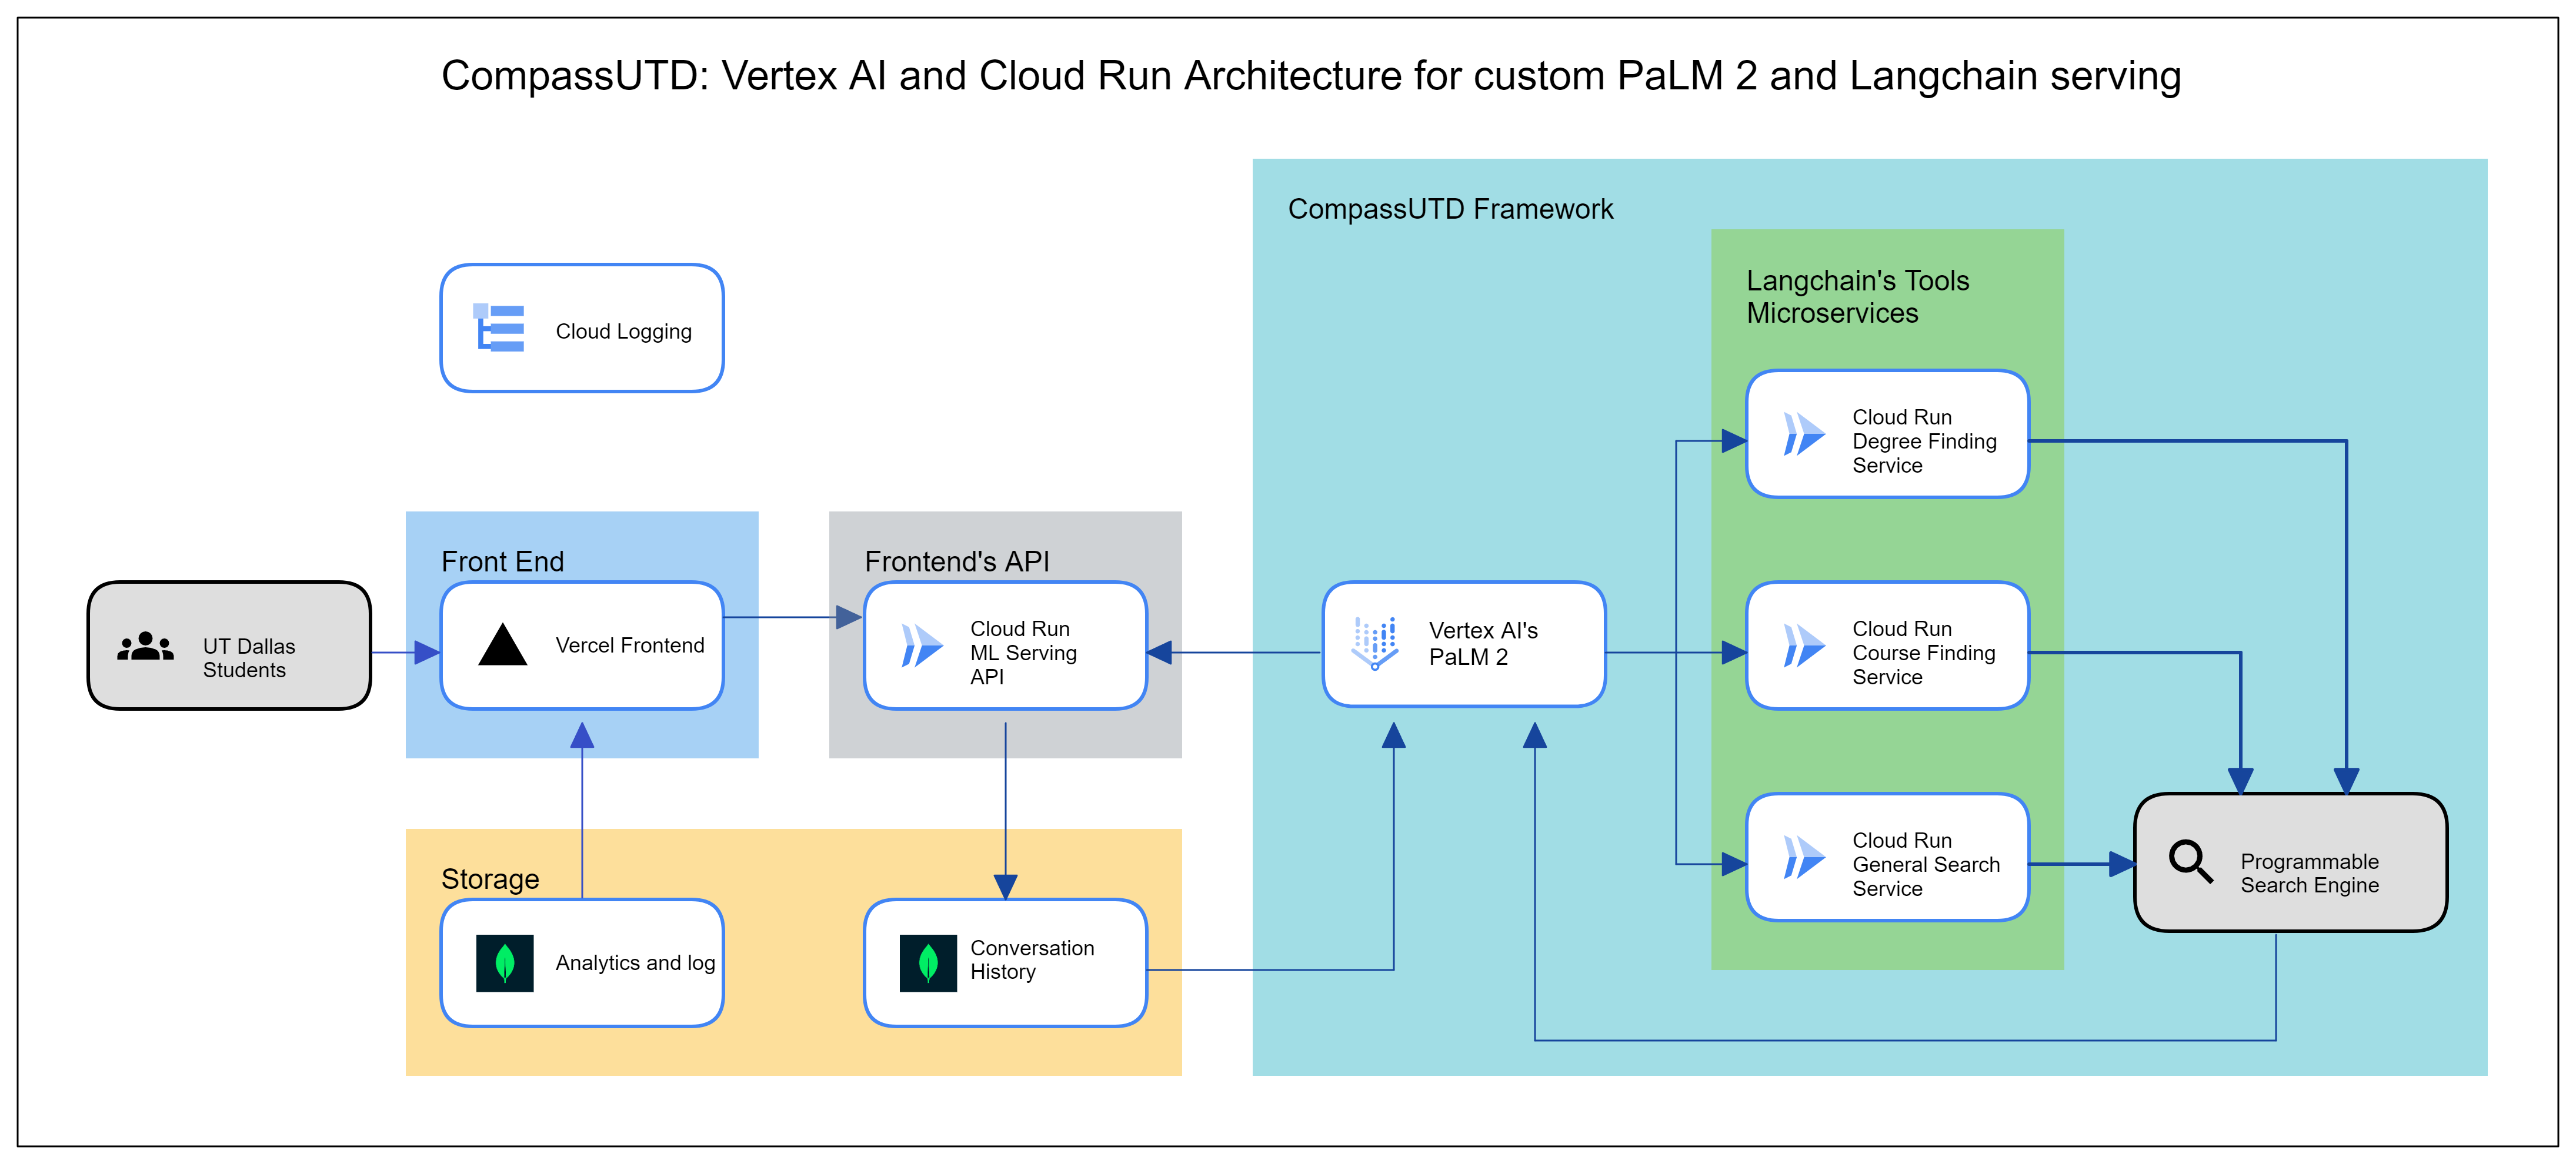 CompassUTD: Vertex AI and Cloud Run Architecture for custom PaLM 2 and Langchain serving
CompassUTD Framework
Langchain's Tools
Microservices
Cloud Logging
Cloud Run
Degree Finding
Service
Front End
Frontend's API
UT Dallas
Students
Vercel Frontend
Cloud Run
ML Serving
API
Vertex AI's
PaLM 2
Cloud Run
Course Finding
Service
Storage
Analytics and log
Conversation
History
Cloud Run
General Search
Service
Programmable
Search Engine